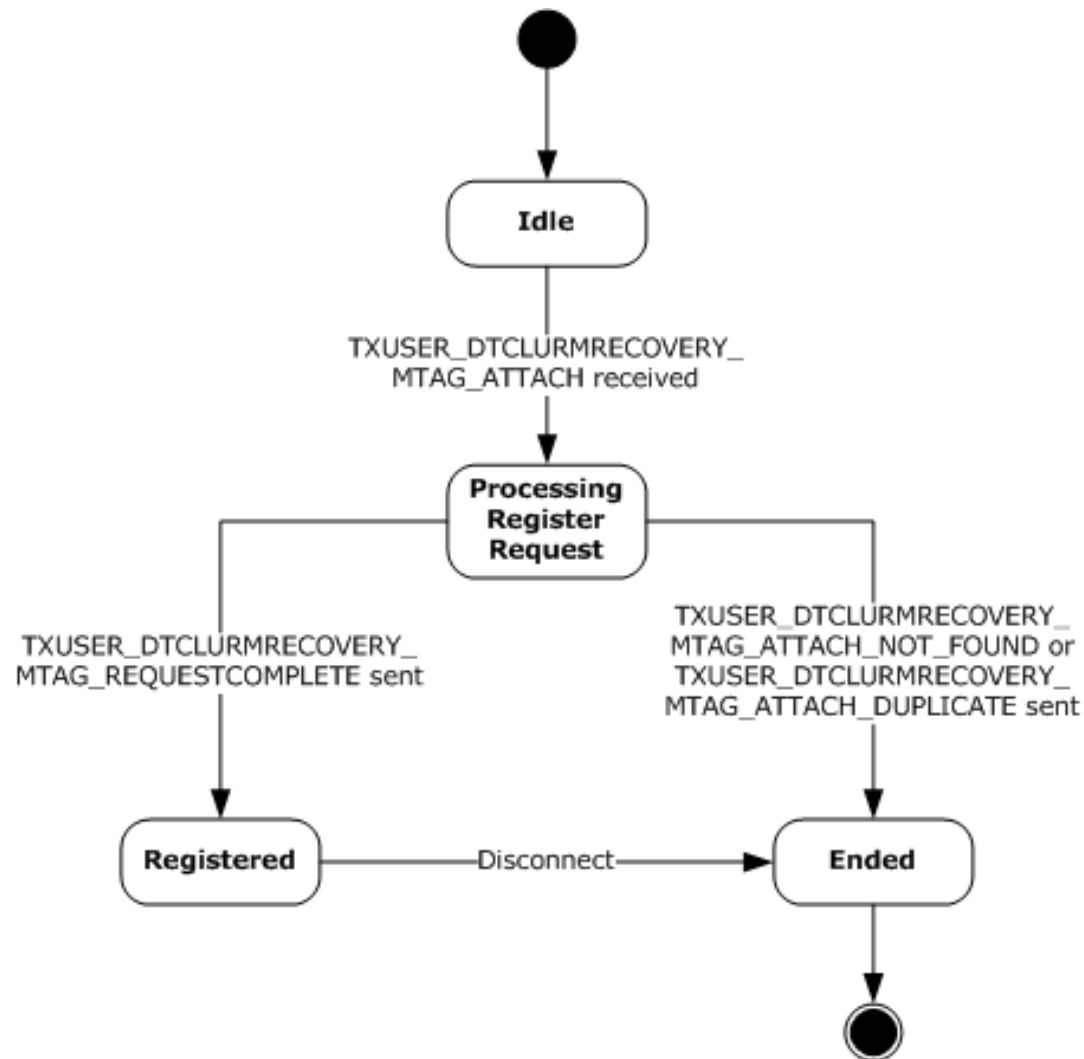 Idle
TXUSER_DTCLURMRECOVERY_
MTAG_ATTACH received
Processing
Register
Request
TXUSER_DTCLURMRECOVERY_
MTAG_REQUESTCOMPLETE sent
TXUSER_DTCLURMRECOVERY_
MTAG_ATTACH_NOT_FOUND or
TXUSER_DTCLURMRECOVERY_
MTAG_ATTACH_DUPLICATE sent
Registered
Disconnect
Ended